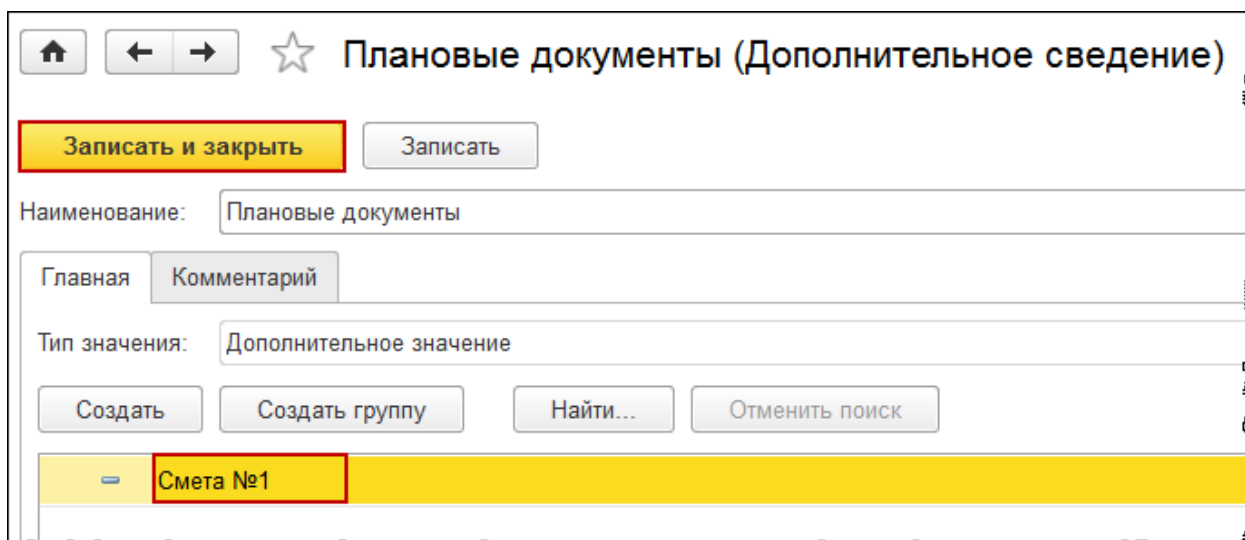 Плановые документы (Дополнительное сведение)
Записать и закрыть Записать
Наименование: Плановые документы
Главная Комментарий
Тип значения: Дополнительное значение
Создать Создать группу Найти... Отменить поиск
Смета №1